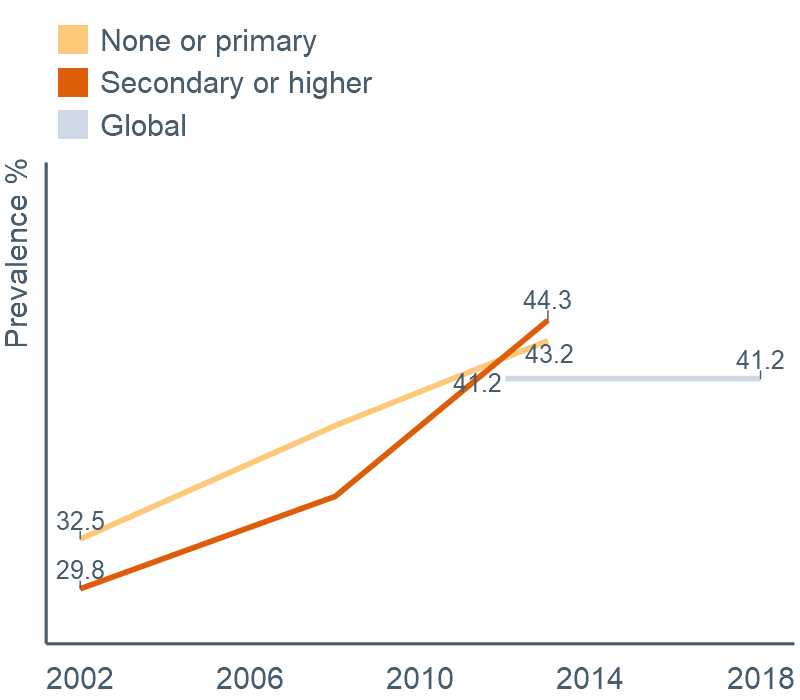 None or primary
Secondary or higher
Global
Prevalence %
44.3
43.2
41.2
41.2
32.5
29.8
2002 2006 2010 2014 2018